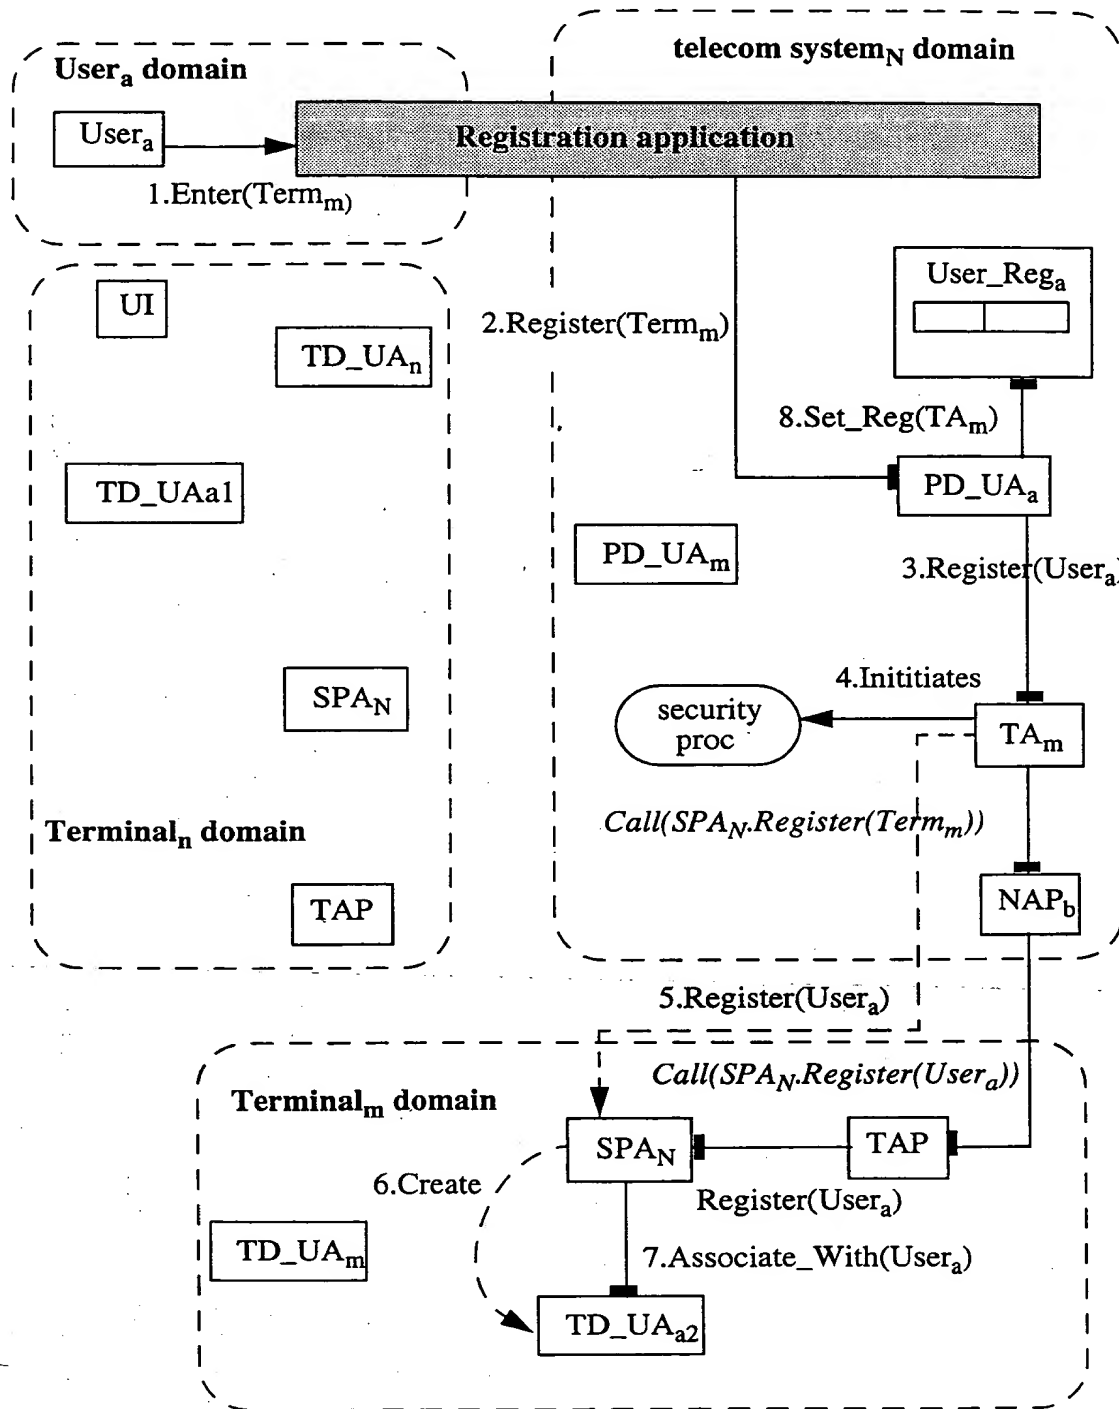 User_a domain
telecom system_N domain
User_a
Registration application
1.Enter(Term_m)
UI
TD_UA_n
User_Reg_a
2.Register(Term_m)
8.Set_Reg(TA_m)
TD_UAa1
PD_UA_a
PD_UA_m
3.Register(User_a)
SPA_N
4.Inititiates
security
proc
TA_m
Terminal_n domain
Call(SPA_N.Register(Term_m))
TAP
NAP_b
5.Register(User_a)
Terminal_m domain
Call(SPA_N.Register(User_a))
SPA_N
TAP
6.Create
Register(User_a)
TD_UA_m
7.Associate_With(User_a)
TD_UA_a2